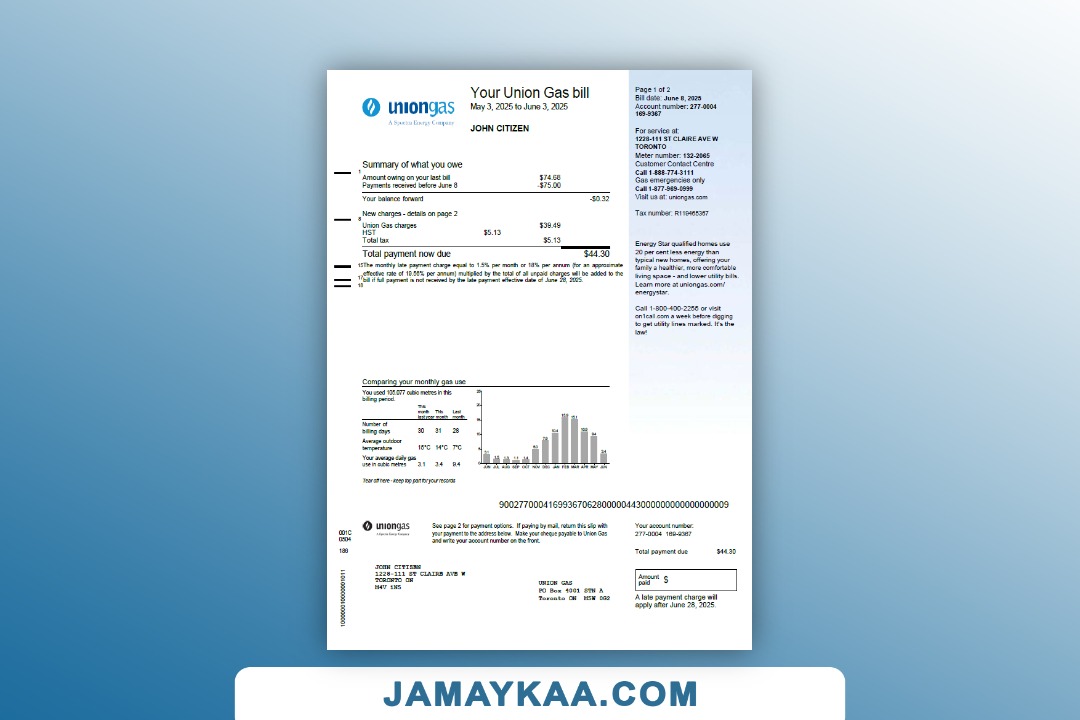 uniongas
A Spectra Energy Company
Your Union Gas bill
May 3, 2025 to June 3, 2025
JOHN CITIZEN
Page 1 of 2
Bill date: June 8, 2025
Account number: 277-0004
169-9367
For service at:
1228-111 ST CLAIRE AVE W
TORONTO
Meter number: 132-2065
Customer Contact Centre
Call 1-888-774-3111
Gas emergencies only
Call 1-877-969-0999
Visit us at: uniongas.com
Tax number: R119465367
Energy Star qualified homes use
20 per cent less energy than
typical new homes, offering your
family a healthier, more comfortable
living space - and lower utility bills.
Learn more at uniongas.com/
energystar.
Call 1-800-400-2255 or visit
on1call.com a week before digging
to get utility lines marked. It's the
law!
Summary of what you owe
Amount owing on your last bill $74.68
Payments received before June 8 -$75.00
Your balance forward -$0.32
New charges - details on page 2
Union Gas charges $39.49
HST $5.13
Total tax $5.13
Total payment now due $44.30
The monthly late payment charge equal to 1.5% per month or 18% per annum (for an approximate
effective rate of 19.56% per annum) multiplied by the total of all unpaid charges will be added to the
bill if full payment is not received by the late payment effective date of June 28, 2025.
Comparing your monthly gas use
You used 105.077 cubic metres in this
billing period.
This month last year This month Last month
Number of billing days 30 31 28
Average outdoor temperature 16°C 14°C 7°C
Your average daily gas use in cubic metres 3.1 3.4 9.4
JUN JUL AUG SEP OCT NOV DEC JAN FEB MAR APR MAY JUN
Tear off here - keep top part for your records
uniongas
See page 2 for payment options. If paying by mail, return this slip with
your payment to the address below. Make your cheque payable to Union Gas
and write your account number on the front.
Your account number:
277-0004 169-9367
Total payment due $44.30
001C
0504
188
JOHN CITIZEN
1228-111 ST CLAIRE AVE W
TORONTO ON
M4V 1N5
UNION GAS
PO Box 4001 STN A
Toronto ON M5W 0G2
Amount
paid $
A late payment charge will
apply after June 28, 2025.
JAMAYKAA.COM